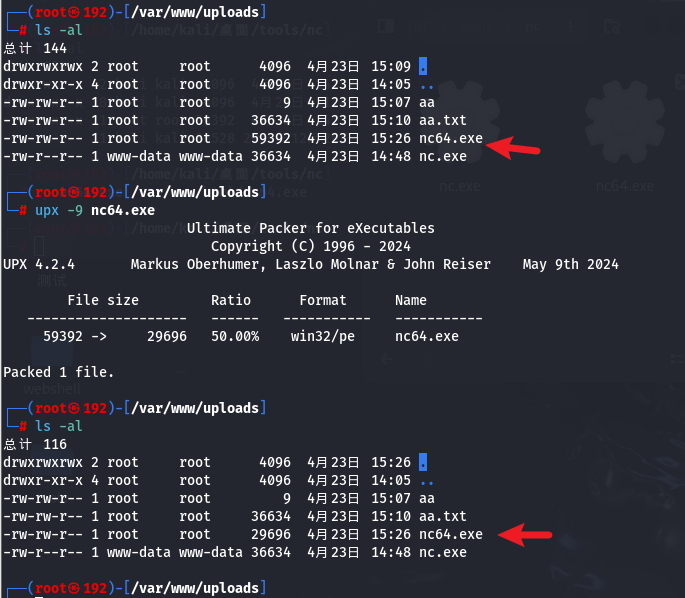 ┌──(root㉿192)-[/var/www/uploads]
└─# ls -al
总计 144
drwxrwxrwx 2 root     root      4096  4月23日 15:09 .
drwxr-xr-x 4 root     root      4096  4月23日 14:05 ..
-rw-rw-r-- 1 root     root         9  4月23日 15:07 aa
-rw-rw-r-- 1 root     root     36634  4月23日 15:10 aa.txt
-rw-rw-r-- 1 root     root     59392  4月23日 15:26 nc64.exe
-rw-r--r-- 1 www-data www-data 36634  4月23日 14:48 nc.exe
┌──(root㉿192)-[/var/www/uploads]
└─# upx -9 nc64.exe
Ultimate Packer for eXecutables
Copyright (C) 1996 - 2024
UPX 4.2.4       Markus Oberhumer, Laszlo Molnar & John Reiser    May 9th 2024
File size         Ratio      Format      Name
--------------------   ------   -----------   -----------
59392 ->     29696   50.00%    win32/pe     nc64.exe
Packed 1 file.
┌──(root㉿192)-[/var/www/uploads]
└─# ls -al
总计 116
drwxrwxrwx 2 root     root      4096  4月23日 15:26 .
drwxr-xr-x 4 root     root      4096  4月23日 14:05 ..
-rw-rw-r-- 1 root     root         9  4月23日 15:07 aa
-rw-rw-r-- 1 root     root     36634  4月23日 15:10 aa.txt
-rw-rw-r-- 1 root     root     29696  4月23日 15:26 nc64.exe
-rw-r--r-- 1 www-data www-data 36634  4月23日 14:48 nc.exe
┌──(root㉿192)-[/var/www/uploads]
nc.exe
nc64.exe
webshell